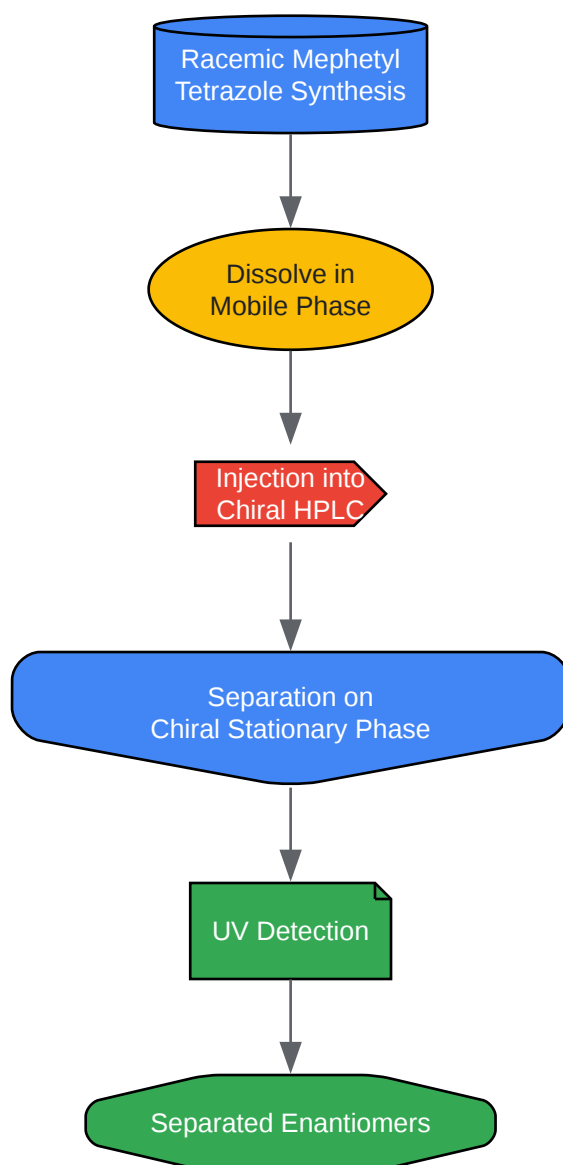 Racemic Mephetyl
Tetrazole Synthesis
Dissolve in
Mobile Phase
Injection into
Chiral HPLC
Separation on
Chiral Stationary Phase
UV Detection
Separated Enantiomers